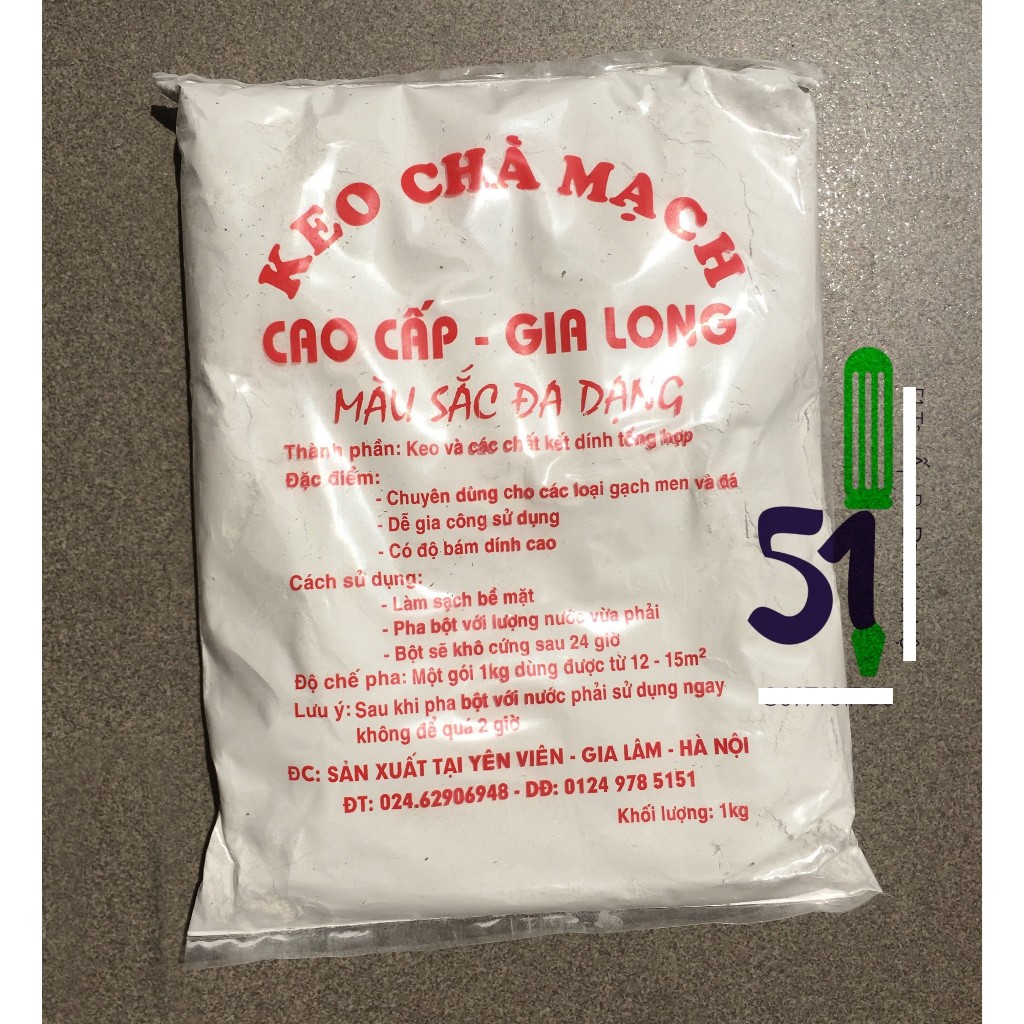 KEO CHÀ MẠCH
CAO CẤP - GIA LONG
MÀU SẮC ĐA DẠNG
Thành phần: Keo và các chất kết dính tổng hợp
Đặc điểm:
- Chuyên dùng cho các loại gạch men và đá
- Dễ gia công sử dụng
- Có độ bám dính cao
Cách sử dụng:
- Làm sạch bề mặt
- Pha bột với lượng nước vừa phải
- Bột sẽ khô cứng sau 24 giờ
Độ chế pha: Một gói 1kg dùng được từ 12 - 15m²
Lưu ý: Sau khi pha bột với nước phải sử dụng ngay
không để quá 2 giờ
ĐC: SẢN XUẤT TẠI YÊN VIÊN - GIA LÂM - HÀ NỘI
ĐT: 024.62906948 - DĐ: 0124 978 5151
Khối lượng: 1kg
51